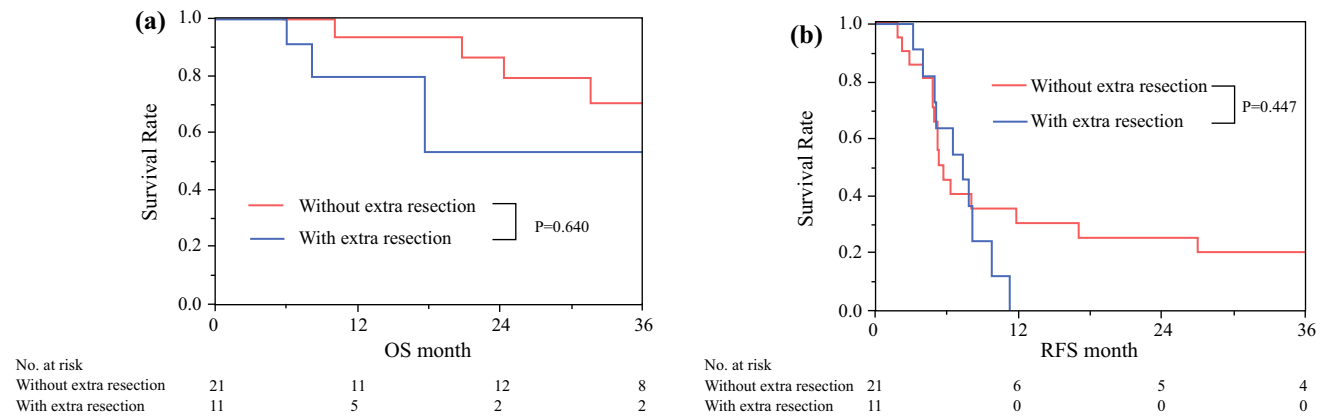 (a)
1.0
0.8
0.6
0.4
0.2
0.0
Survival Rate
Without extra resection
With extra resection
P=0.640
0 12 24 36
OS month
No. at risk
Without extra resection 21 11 12 8
With extra resection 11 5 2 2
(b)
1.0
0.8
0.6
0.4
0.2
0.0
Survival Rate
Without extra resection
With extra resection
P=0.447
0 12 24 36
RFS month
No. at risk
Without extra resection 21 6 5 4
With extra resection 11 0 0 0